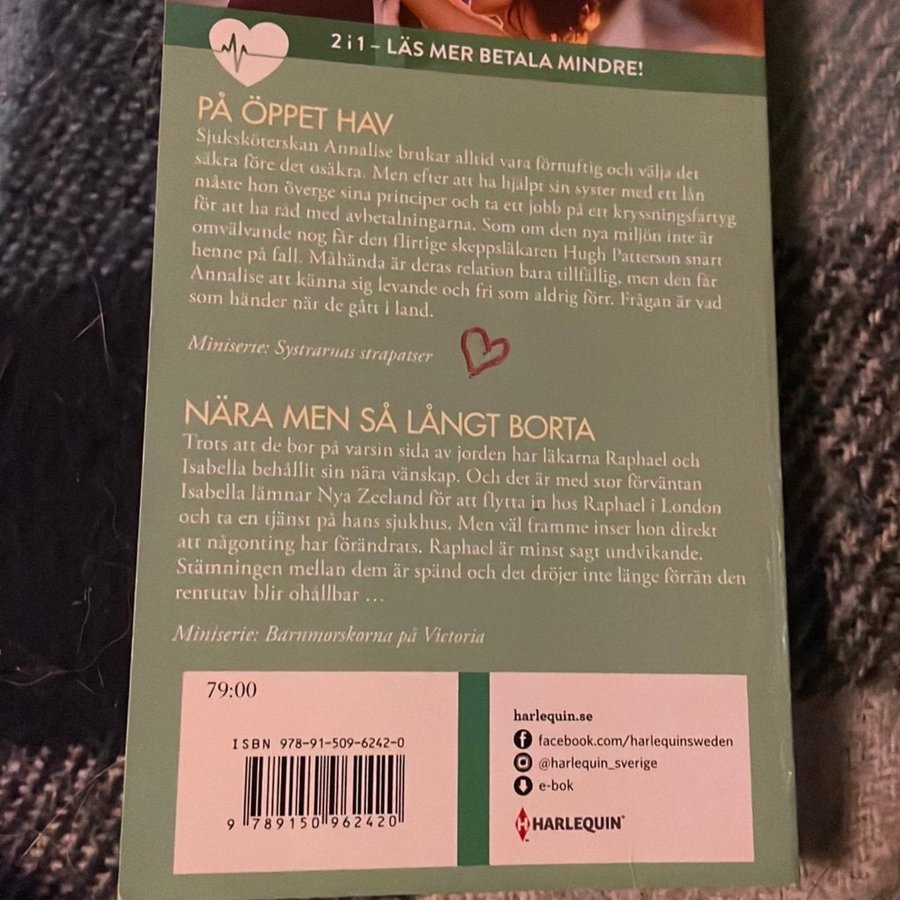 2 i 1 – LÄS MER BETALA MINDRE!
PÅ ÖPPET HAV
Sjuksköterskan Annalise brukar alltid vara förnuftig och välja det
säkra före det osäkra. Men efter att ha hjälpt sin syster med ett lån
måste hon överge sina principer och ta ett jobb på ett kryssningsfartyg
för att ha råd med avbetalningarna. Som om den nya miljön inte är
omvälvande nog får den flirtige skeppsläkaren Hugh Patterson snart
henne på fall. Måhända är deras relation bara tillfällig, men den får
Annalise att känna sig levande och fri som aldrig förr. Frågan är vad
som händer när de gått i land.
Miniserie: Systrarnas strapatser
NÄRA MEN SÅ LÅNGT BORTA
Trots att de bor på varsin sida av jorden har läkarna Raphael och
Isabella behållit sin nära vänskap. Och det är med stor förväntan
Isabella lämnar Nya Zeeland för att flytta in hos Raphael i London
och ta en tjänst på hans sjukhus. Men väl framme inser hon direkt
att någonting har förändrats. Raphael är minst sagt undvikande.
Stämningen mellan dem är spänd och det dröjer inte länge förrän den
rentutav blir ohållbar …
Miniserie: Barnmorskorna på Victoria
79:00
ISBN 978-91-509-6242-0
9 789150 962420
harlequin.se
facebook.com/harlequinsweden
@harlequin_sverige
e-bok
HARLEQUIN